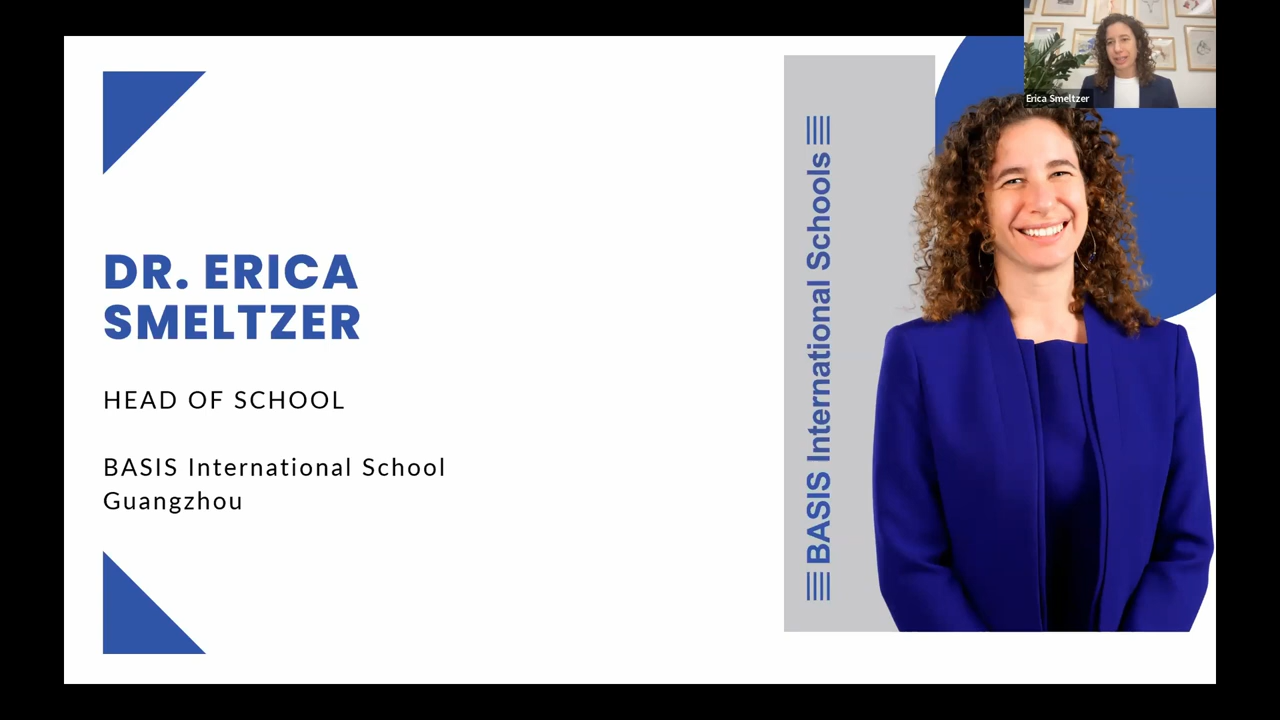 DR. ERICA
SMELTZER
HEAD OF SCHOOL
BASIS International School
Guangzhou
BASIS International Schools
Erica Smeltzer